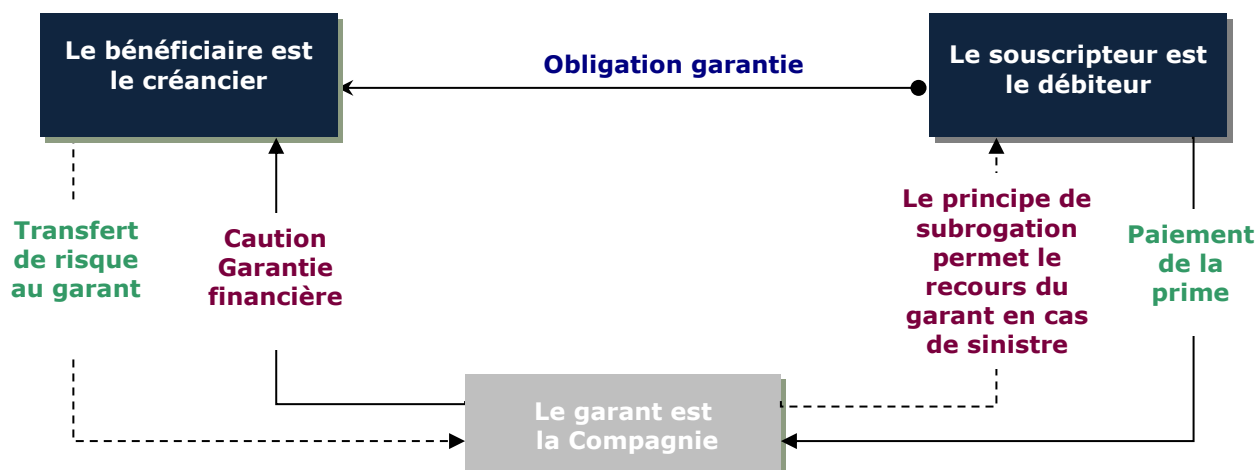 Le bénéficiaire est
le créancier
Obligation garantie
Le souscripteur est
le débiteur
Transfert
de risque
au garant
Caution
Garantie
financière
Le principe de
subrogation
permet le
recours du
garant en cas
de sinistre
Paiement
de la
prime
Le garant est
la Compagnie